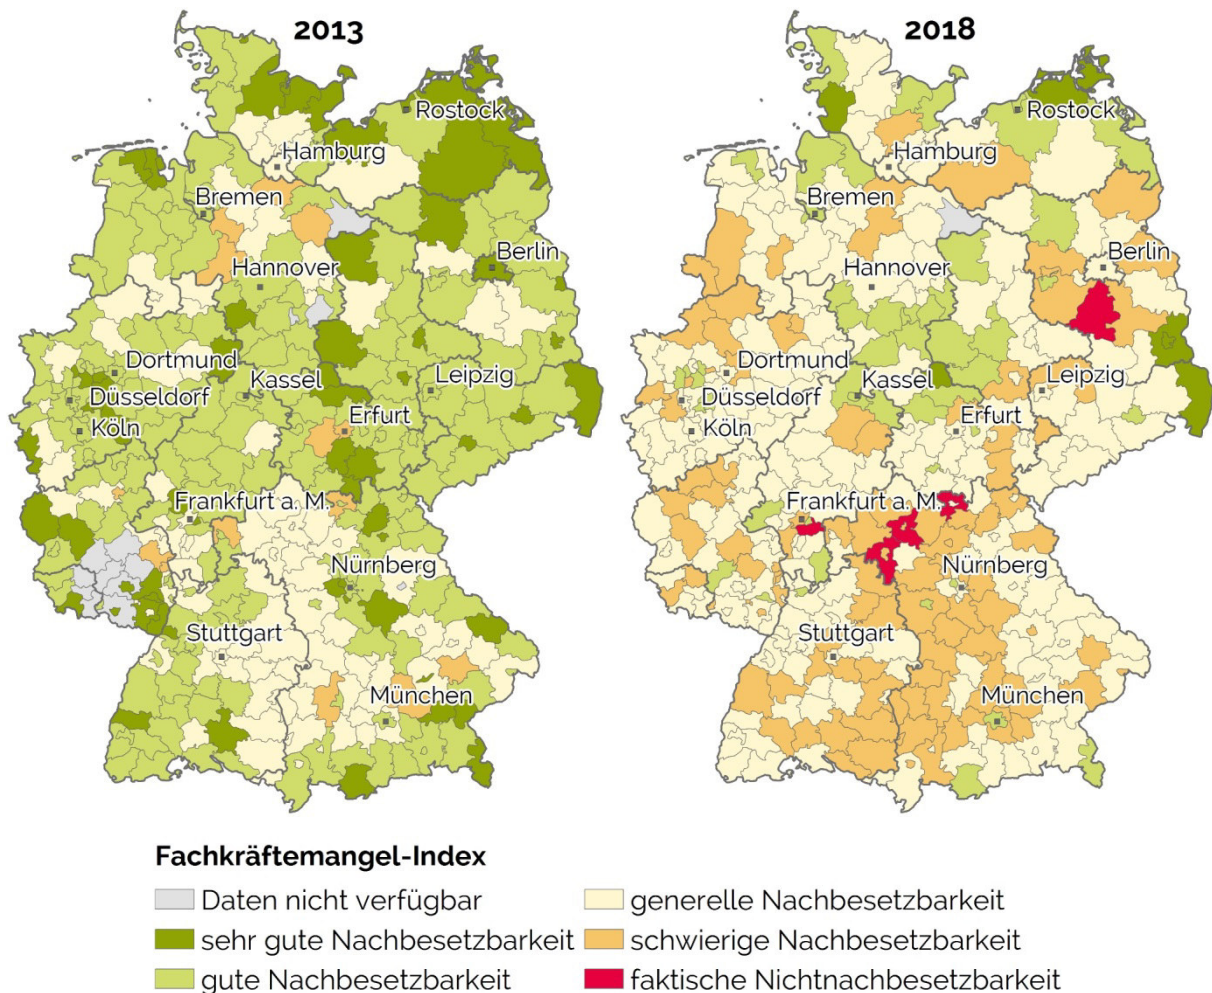 2013
Rostock
Hamburg
Bremen
Berlin
Hannover
Dortmund
Düsseldorf
Kassel
Leipzig
Köln
Erfurt
Frankfurt a. M.
Nürnberg
Stuttgart
München
2018
Rostock
Hamburg
Bremen
Berlin
Hannover
Dortmund
Düsseldorf
Kassel
Leipzig
Köln
Erfurt
Frankfurt a. M.
Nürnberg
Stuttgart
München
Fachkräftemangel-Index
Daten nicht verfügbar
sehr gute Nachbesetzbarkeit
gute Nachbesetzbarkeit
generelle Nachbesetzbarkeit
schwierige Nachbesetzbarkeit
faktische Nichtnachbesetzbarkeit